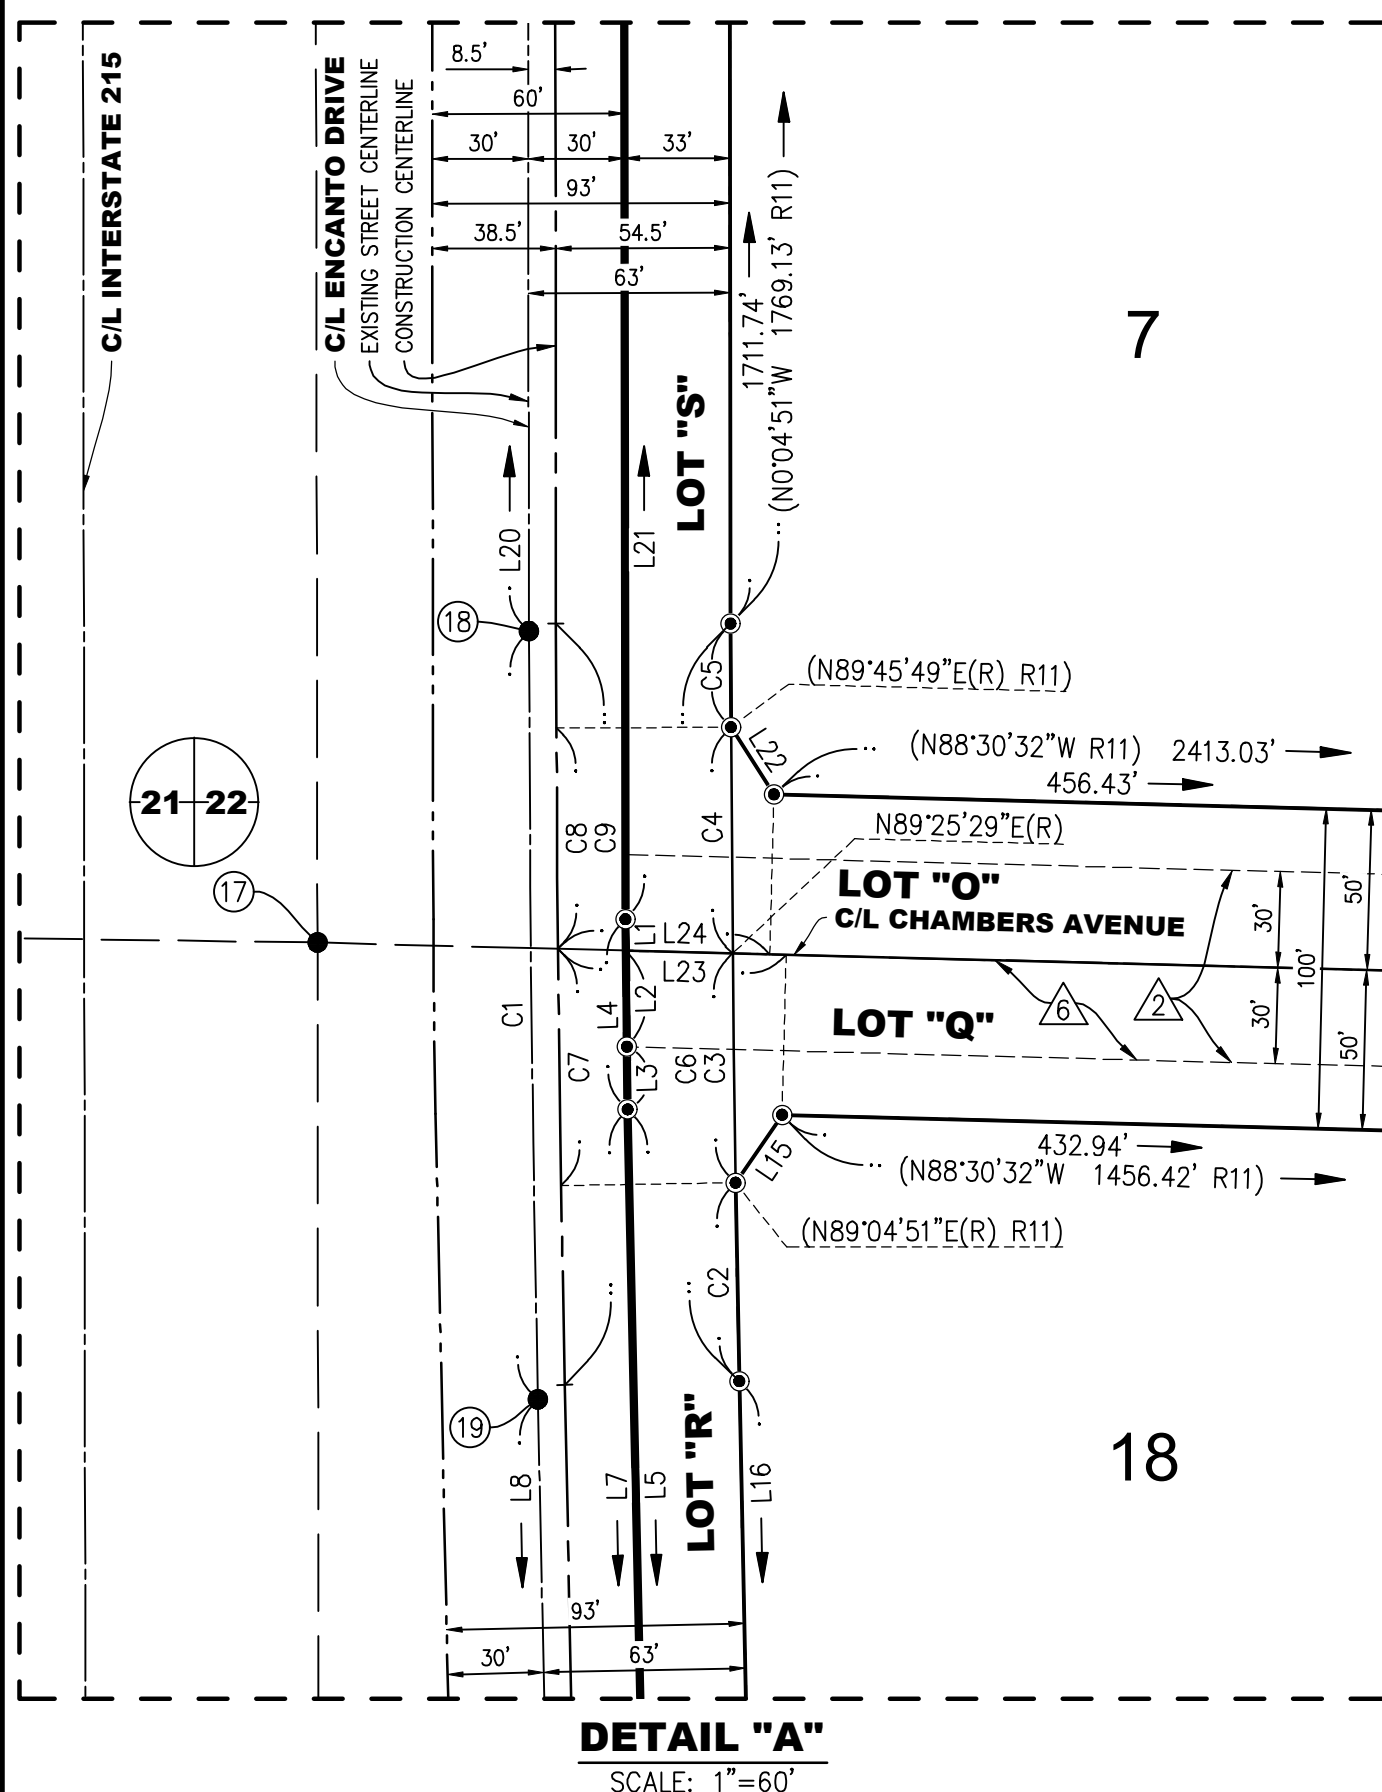 8.5'
60'
30' 30' 33'
93'
38.5' 54.5'
63'
C/L INTERSTATE 215
C/L ENCANTO DRIVE
EXISTING STREET CENTERLINE
CONSTRUCTION CENTERLINE
1711.74'
(N0°04'51"W 1769.13' R11)
7
LOT "S"
L20
L21
18
C5
(N89°45'49"E(R) R11)
L22
(N88°30'32"W R11) 2413.03'
456.43'
21 22
C8
C9
C4
N89°25'29"E(R)
17
LOT "O"
C/L CHAMBERS AVENUE
L1
L24
L23
30'
50'
100'
C1
L4
L2
LOT "Q"
6
2
30'
50'
C7
L3
C6
C3
L15
432.94'
(N88°30'32"W 1456.42' R11)
(N89°04'51"E(R) R11)
C2
19
LOT "R"
18
L8
L7
L5
L16
93'
30' 63'
DETAIL "A"
SCALE: 1"=60'